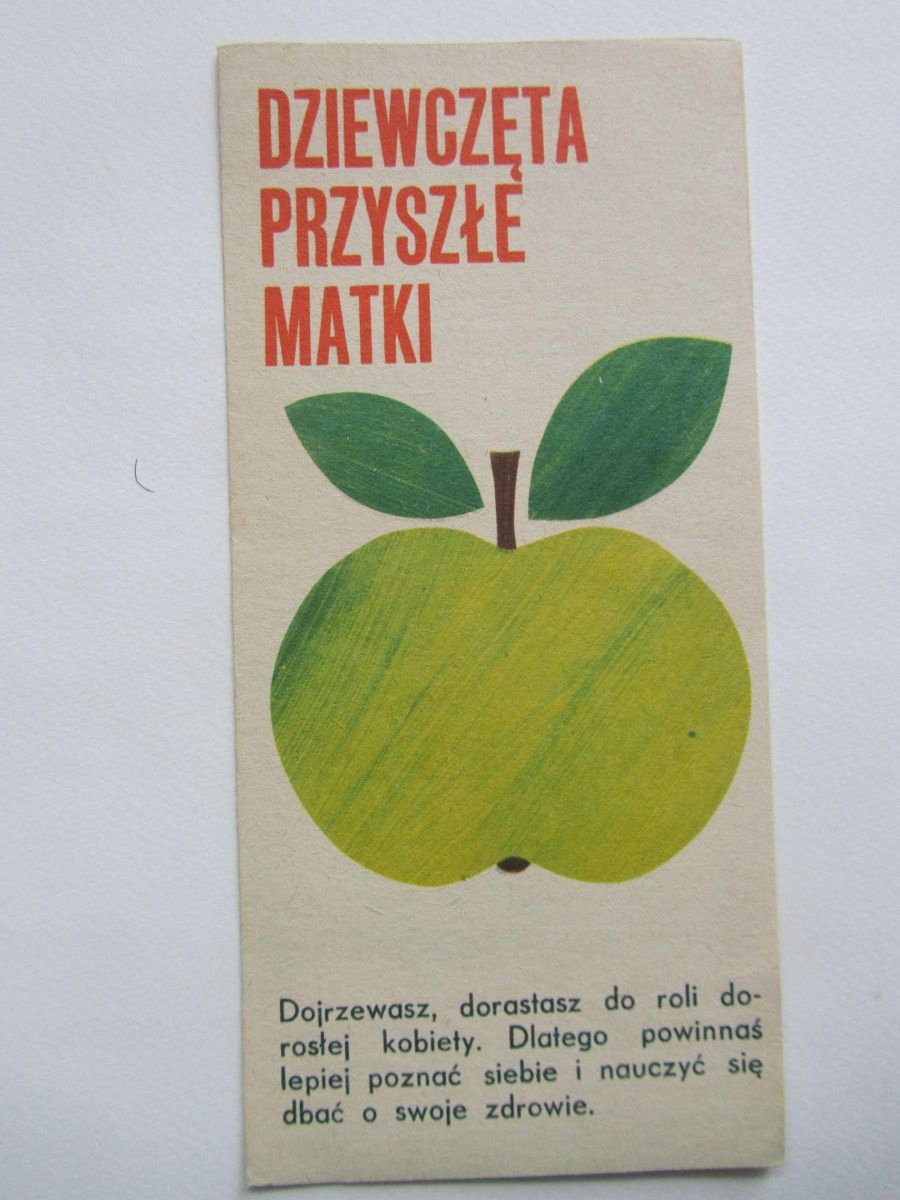 DZIEWCZĘTA
PRZYSZŁE
MATKI
Dojrzewasz, dorastasz do roli do-
rosłej kobiety. Dlatego powinnaś
lepiej poznać siebie i nauczyć się
dbać o swoje zdrowie.